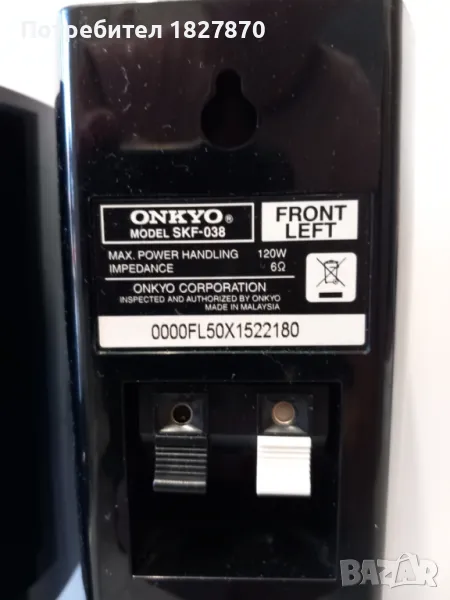 Потребител 1827870
ONKYO®
MODEL SKF-038
FRONT
LEFT
MAX. POWER HANDLING 120W
IMPEDANCE 6Ω
ONKYO CORPORATION
INSPECTED AND AUTHORIZED BY ONKYO
MADE IN MALAYSIA
0000FL50X1522180
BAZAR